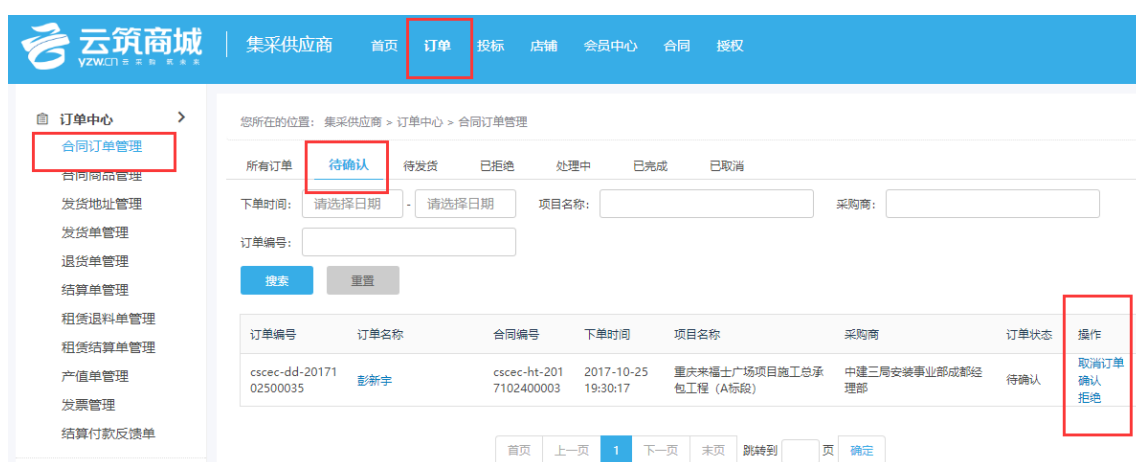 云筑商城
yzw.cn 云采购 筑未来
集采供应商 首页 订单 投标 店铺 会员中心 合同 授权
订单中心
合同订单管理
合同商品管理
发货地址管理
发货单管理
退货单管理
结算单管理
租赁退料单管理
租赁结算单管理
产值单管理
发票管理
结算付款反馈单
您所在的位置： 集采供应商 > 订单中心 > 合同订单管理
所有订单 待确认 待发货 已拒绝 处理中 已完成 已取消
下单时间： 请选择日期 - 请选择日期 项目名称： 采购商：
订单编号：
搜索 重置
订单编号 订单名称 合同编号 下单时间 项目名称 采购商 订单状态 操作
cscec-dd-20171
02500035
彭新宇
cscec-ht-201
7102400003
2017-10-25
19:30:17
重庆来福士广场项目施工总承
包工程（A标段）
中建三局安装事业部成都经
理部
待确认
取消订单
确认
拒绝
首页 上一页 1 下一页 末页 跳转到 页 确定